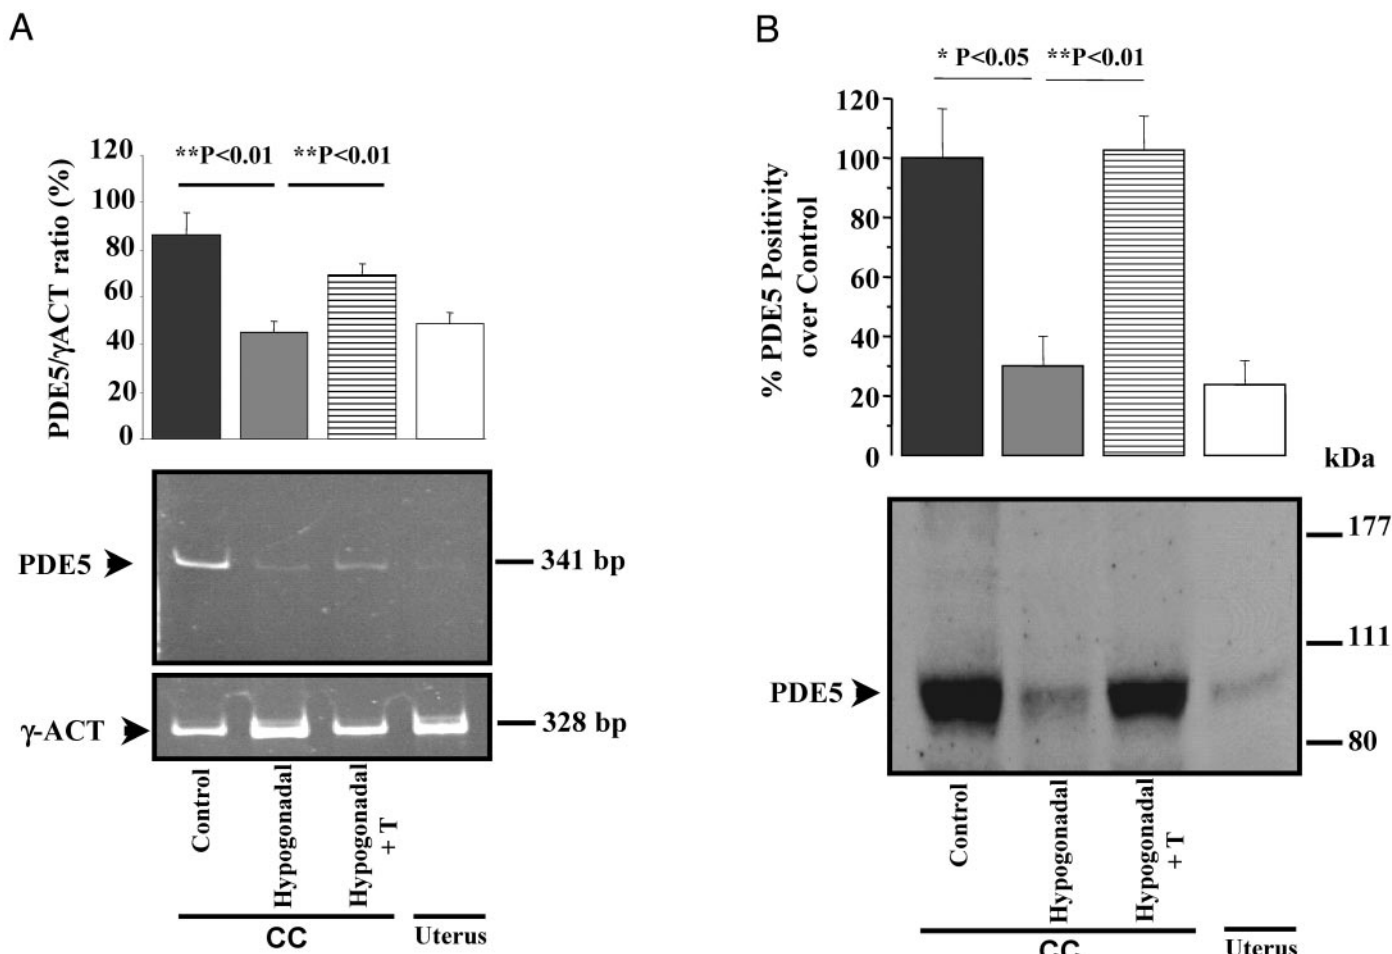 A
PDE5/γACT ratio (%)
120
100
80
60
40
20
0
**P<0.01 **P<0.01
PDE5
341 bp
γ-ACT
328 bp
Control
Hypogonadal
Hypogonadal
+ T
CC
Uterus
B
% PDE5 Positivity
over Control
* P<0.05 **P<0.01
120
100
80
60
40
20
0
kDa
177
111
80
PDE5
Control
Hypogonadal
Hypogonadal
+ T
CC
Uterus